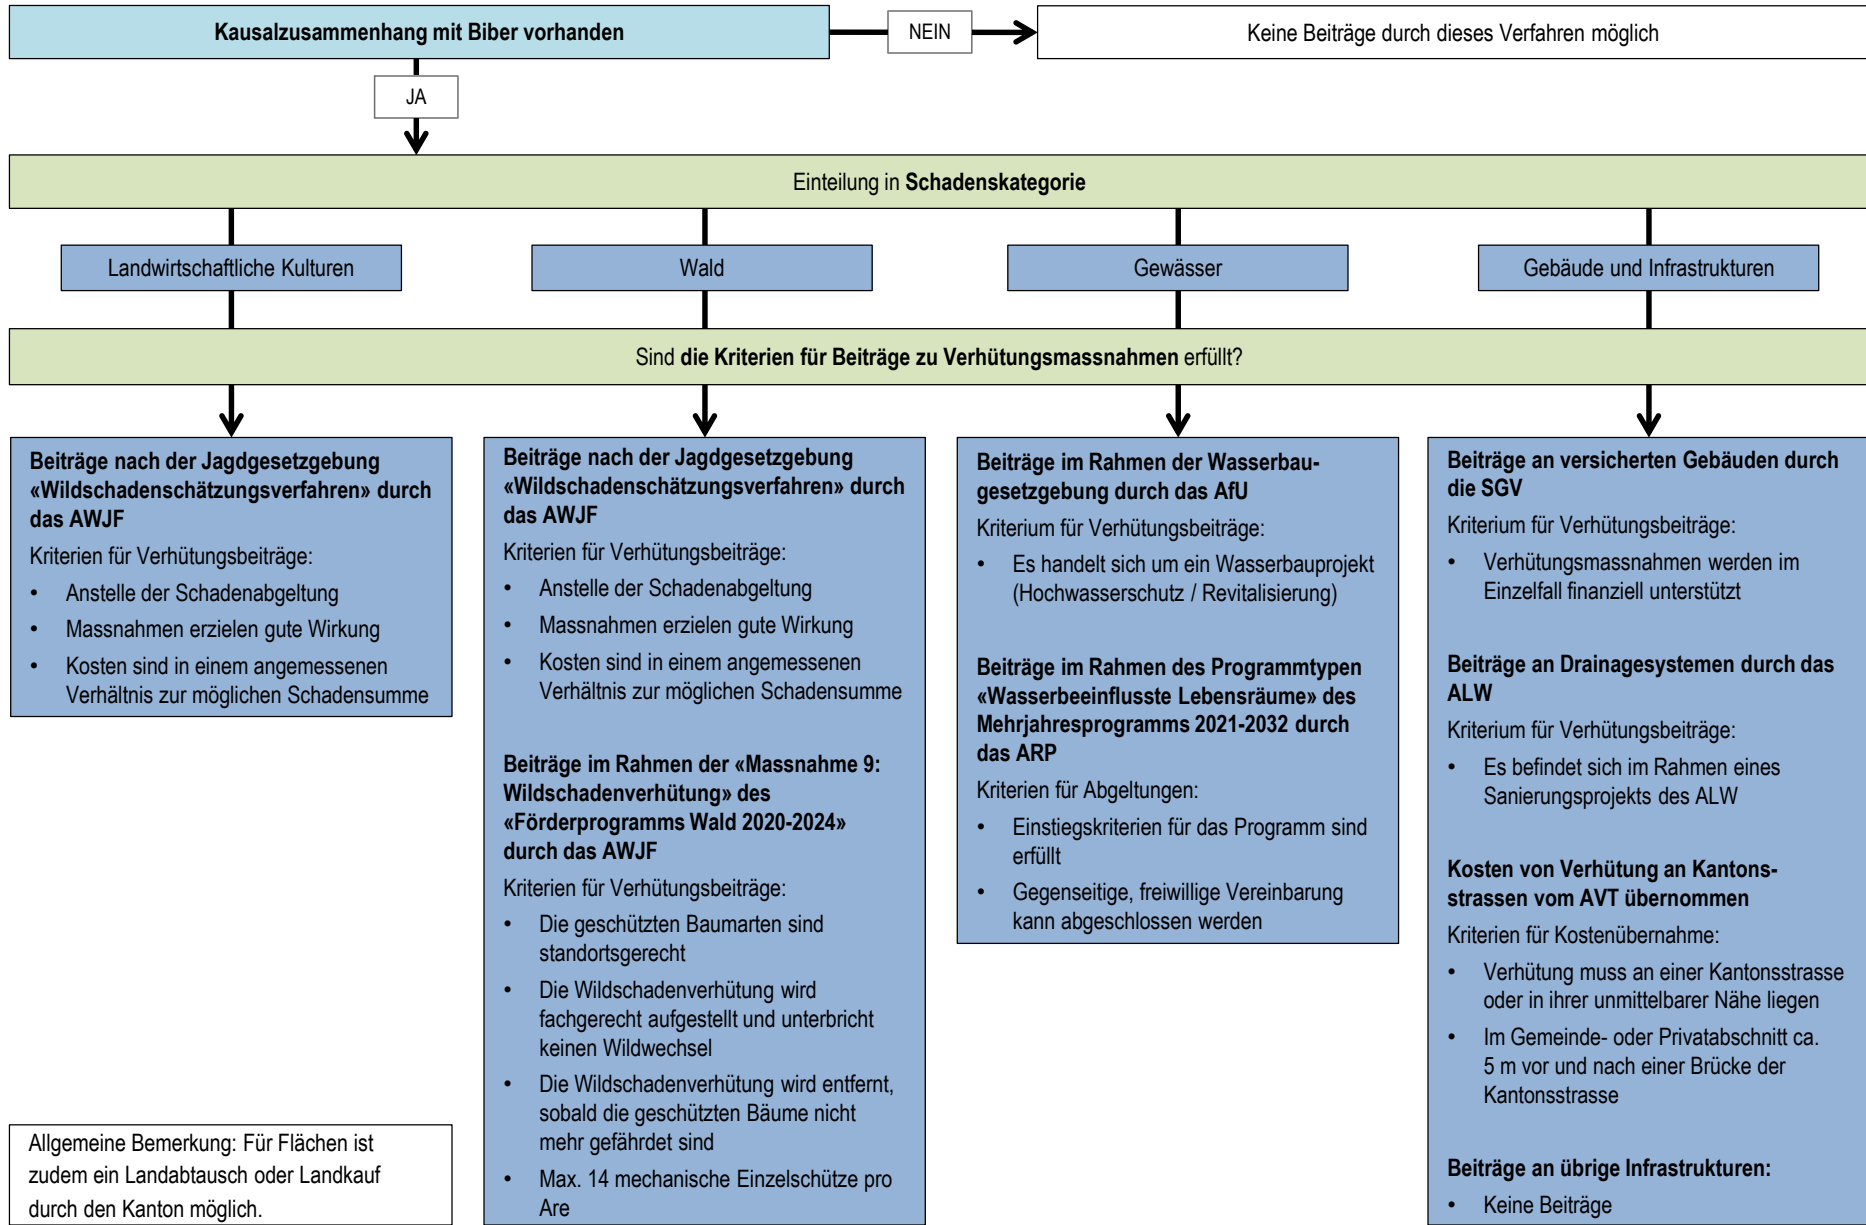 Kausalzusammenhang mit Biber vorhanden
NEIN
Keine Beiträge durch dieses Verfahren möglich
JA
Einteilung in Schadenskategorie
Landwirtschaftliche Kulturen
Wald
Gewässer
Gebäude und Infrastrukturen
Sind die Kriterien für Beiträge zu Verhütungsmassnahmen erfüllt?
Beiträge nach der Jagdgesetzgebung
«Wildschadenschätzungsverfahren» durch
das AWJF
Kriterien für Verhütungsbeiträge:
• Anstelle der Schadenabgeltung
• Massnahmen erzielen gute Wirkung
• Kosten sind in einem angemessenen
Verhältnis zur möglichen Schadensumme
Beiträge nach der Jagdgesetzgebung
«Wildschadenschätzungsverfahren» durch
das AWJF
Kriterien für Verhütungsbeiträge:
• Anstelle der Schadenabgeltung
• Massnahmen erzielen gute Wirkung
• Kosten sind in einem angemessenen
Verhältnis zur möglichen Schadensumme
Beiträge im Rahmen der «Massnahme 9:
Wildschadenverhütung» des
«Förderprogramms Wald 2020-2024»
durch das AWJF
Kriterien für Verhütungsbeiträge:
• Die geschützten Baumarten sind
standortsgerecht
• Die Wildschadenverhütung wird
fachgerecht aufgestellt und unterbricht
keinen Wildwechsel
• Die Wildschadenverhütung wird entfernt,
sobald die geschützten Bäume nicht
mehr gefährdet sind
• Max. 14 mechanische Einzelschütze pro
Are
Beiträge im Rahmen der Wasserbau-
gesetzgebung durch das AfU
Kriterium für Verhütungsbeiträge:
• Es handelt sich um ein Wasserbauprojekt
(Hochwasserschutz / Revitalisierung)
Beiträge im Rahmen des Programmtypen
«Wasserbeeinflusste Lebensräume» des
Mehrjahresprogramms 2021-2032 durch
das ARP
Kriterien für Abgeltungen:
• Einstiegskriterien für das Programm sind
erfüllt
• Gegenseitige, freiwillige Vereinbarung
kann abgeschlossen werden
Beiträge an versicherten Gebäuden durch
die SGV
Kriterium für Verhütungsbeiträge:
• Verhütungsmassnahmen werden im
Einzelfall finanziell unterstützt
Beiträge an Drainagesystemen durch das
ALW
Kriterium für Verhütungsbeiträge:
• Es befindet sich im Rahmen eines
Sanierungsprojekts des ALW
Kosten von Verhütung an Kantons-
strassen vom AVT übernommen
Kriterien für Kostenübernahme:
• Verhütung muss an einer Kantonsstrasse
oder in ihrer unmittelbarer Nähe liegen
• Im Gemeinde- oder Privatabschnitt ca.
5 m vor und nach einer Brücke der
Kantonsstrasse
Beiträge an übrige Infrastrukturen:
• Keine Beiträge
Allgemeine Bemerkung: Für Flächen ist
zudem ein Landabtausch oder Landkauf
durch den Kanton möglich.